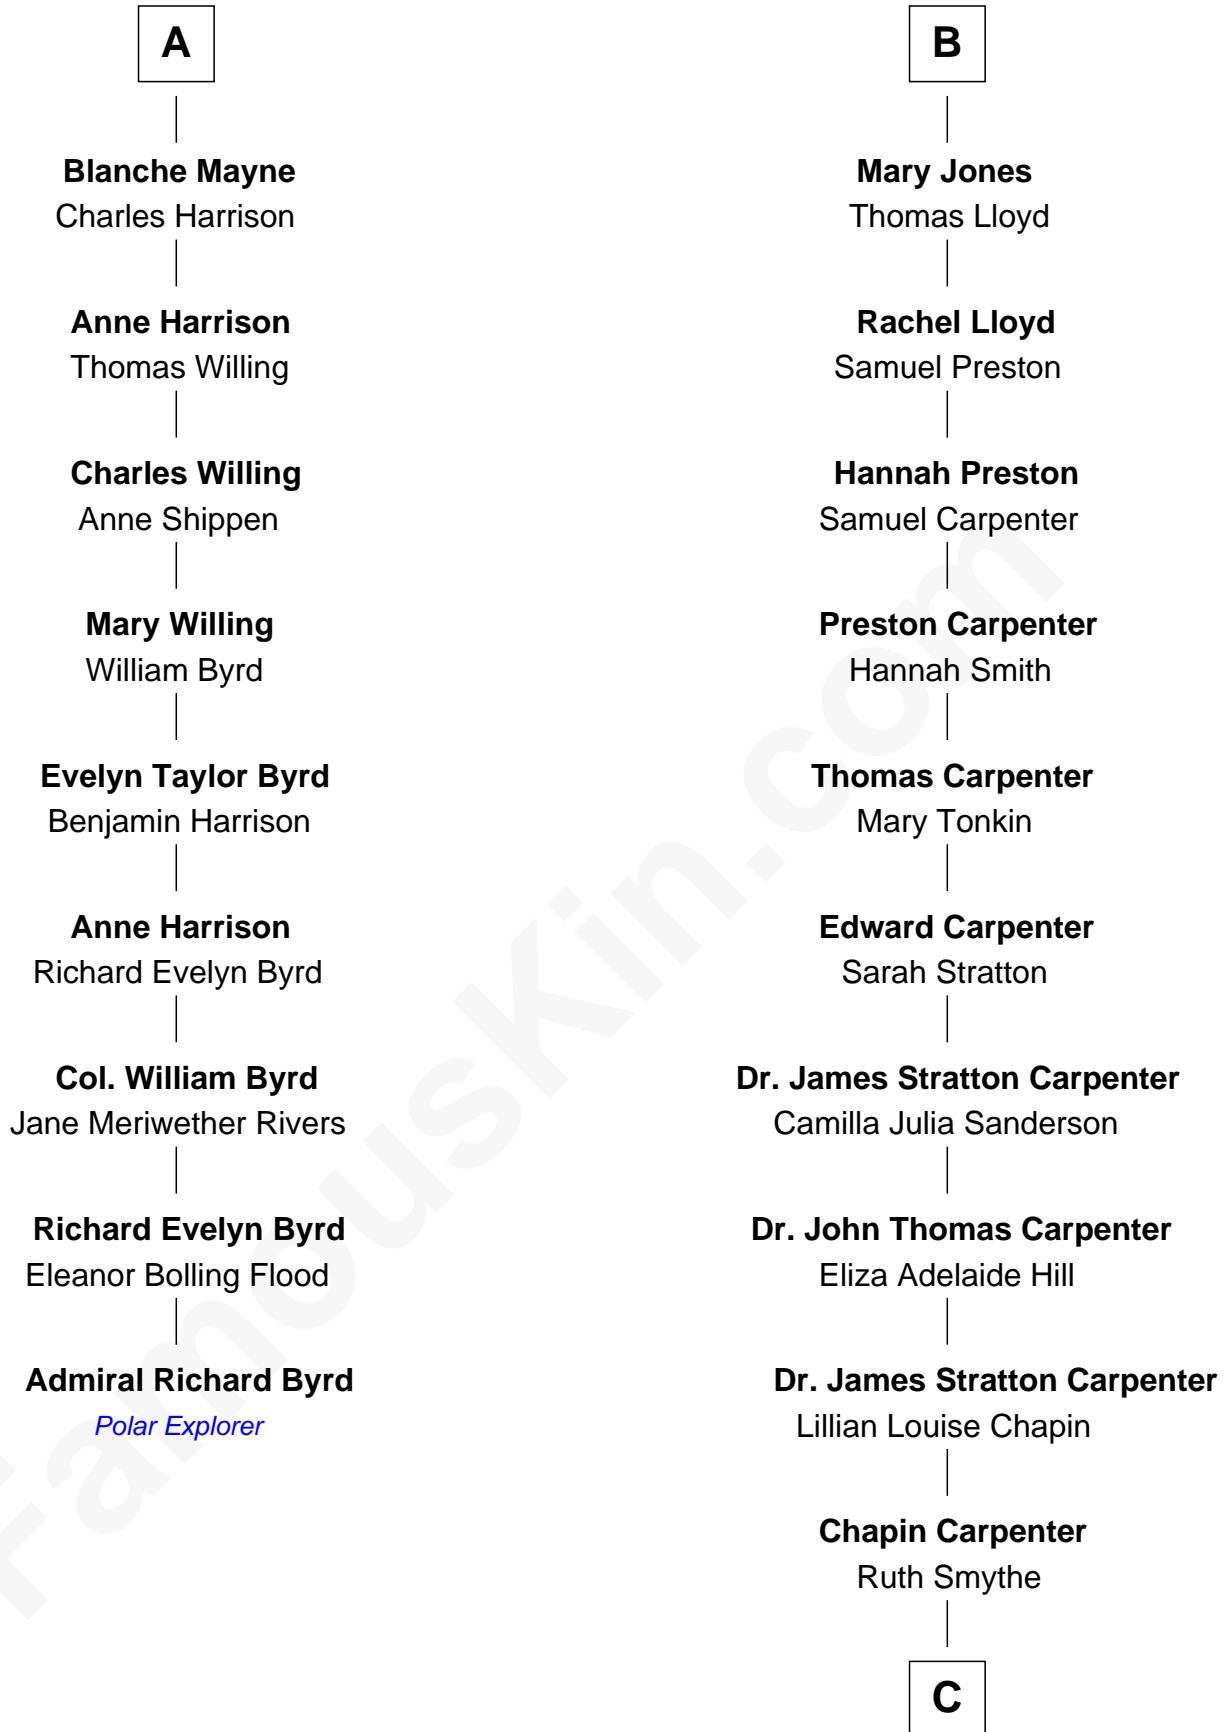 A
Blanche Mayne
Charles Harrison
Anne Harrison
Thomas Willing
Charles Willing
Anne Shippen
Mary Willing
William Byrd
Evelyn Taylor Byrd
Benjamin Harrison
Anne Harrison
Richard Evelyn Byrd
Col. William Byrd
Jane Meriwether Rivers
Richard Evelyn Byrd
Eleanor Bolling Flood
Admiral Richard Byrd
Polar Explorer
B
Mary Jones
Thomas Lloyd
Rachel Lloyd
Samuel Preston
Hannah Preston
Samuel Carpenter
Preston Carpenter
Hannah Smith
Thomas Carpenter
Mary Tonkin
Edward Carpenter
Sarah Stratton
Dr. James Stratton Carpenter
Camilla Julia Sanderson
Dr. John Thomas Carpenter
Eliza Adelaide Hill
Dr. James Stratton Carpenter
Lillian Louise Chapin
Chapin Carpenter
Ruth Smythe
C
FamousKin.com